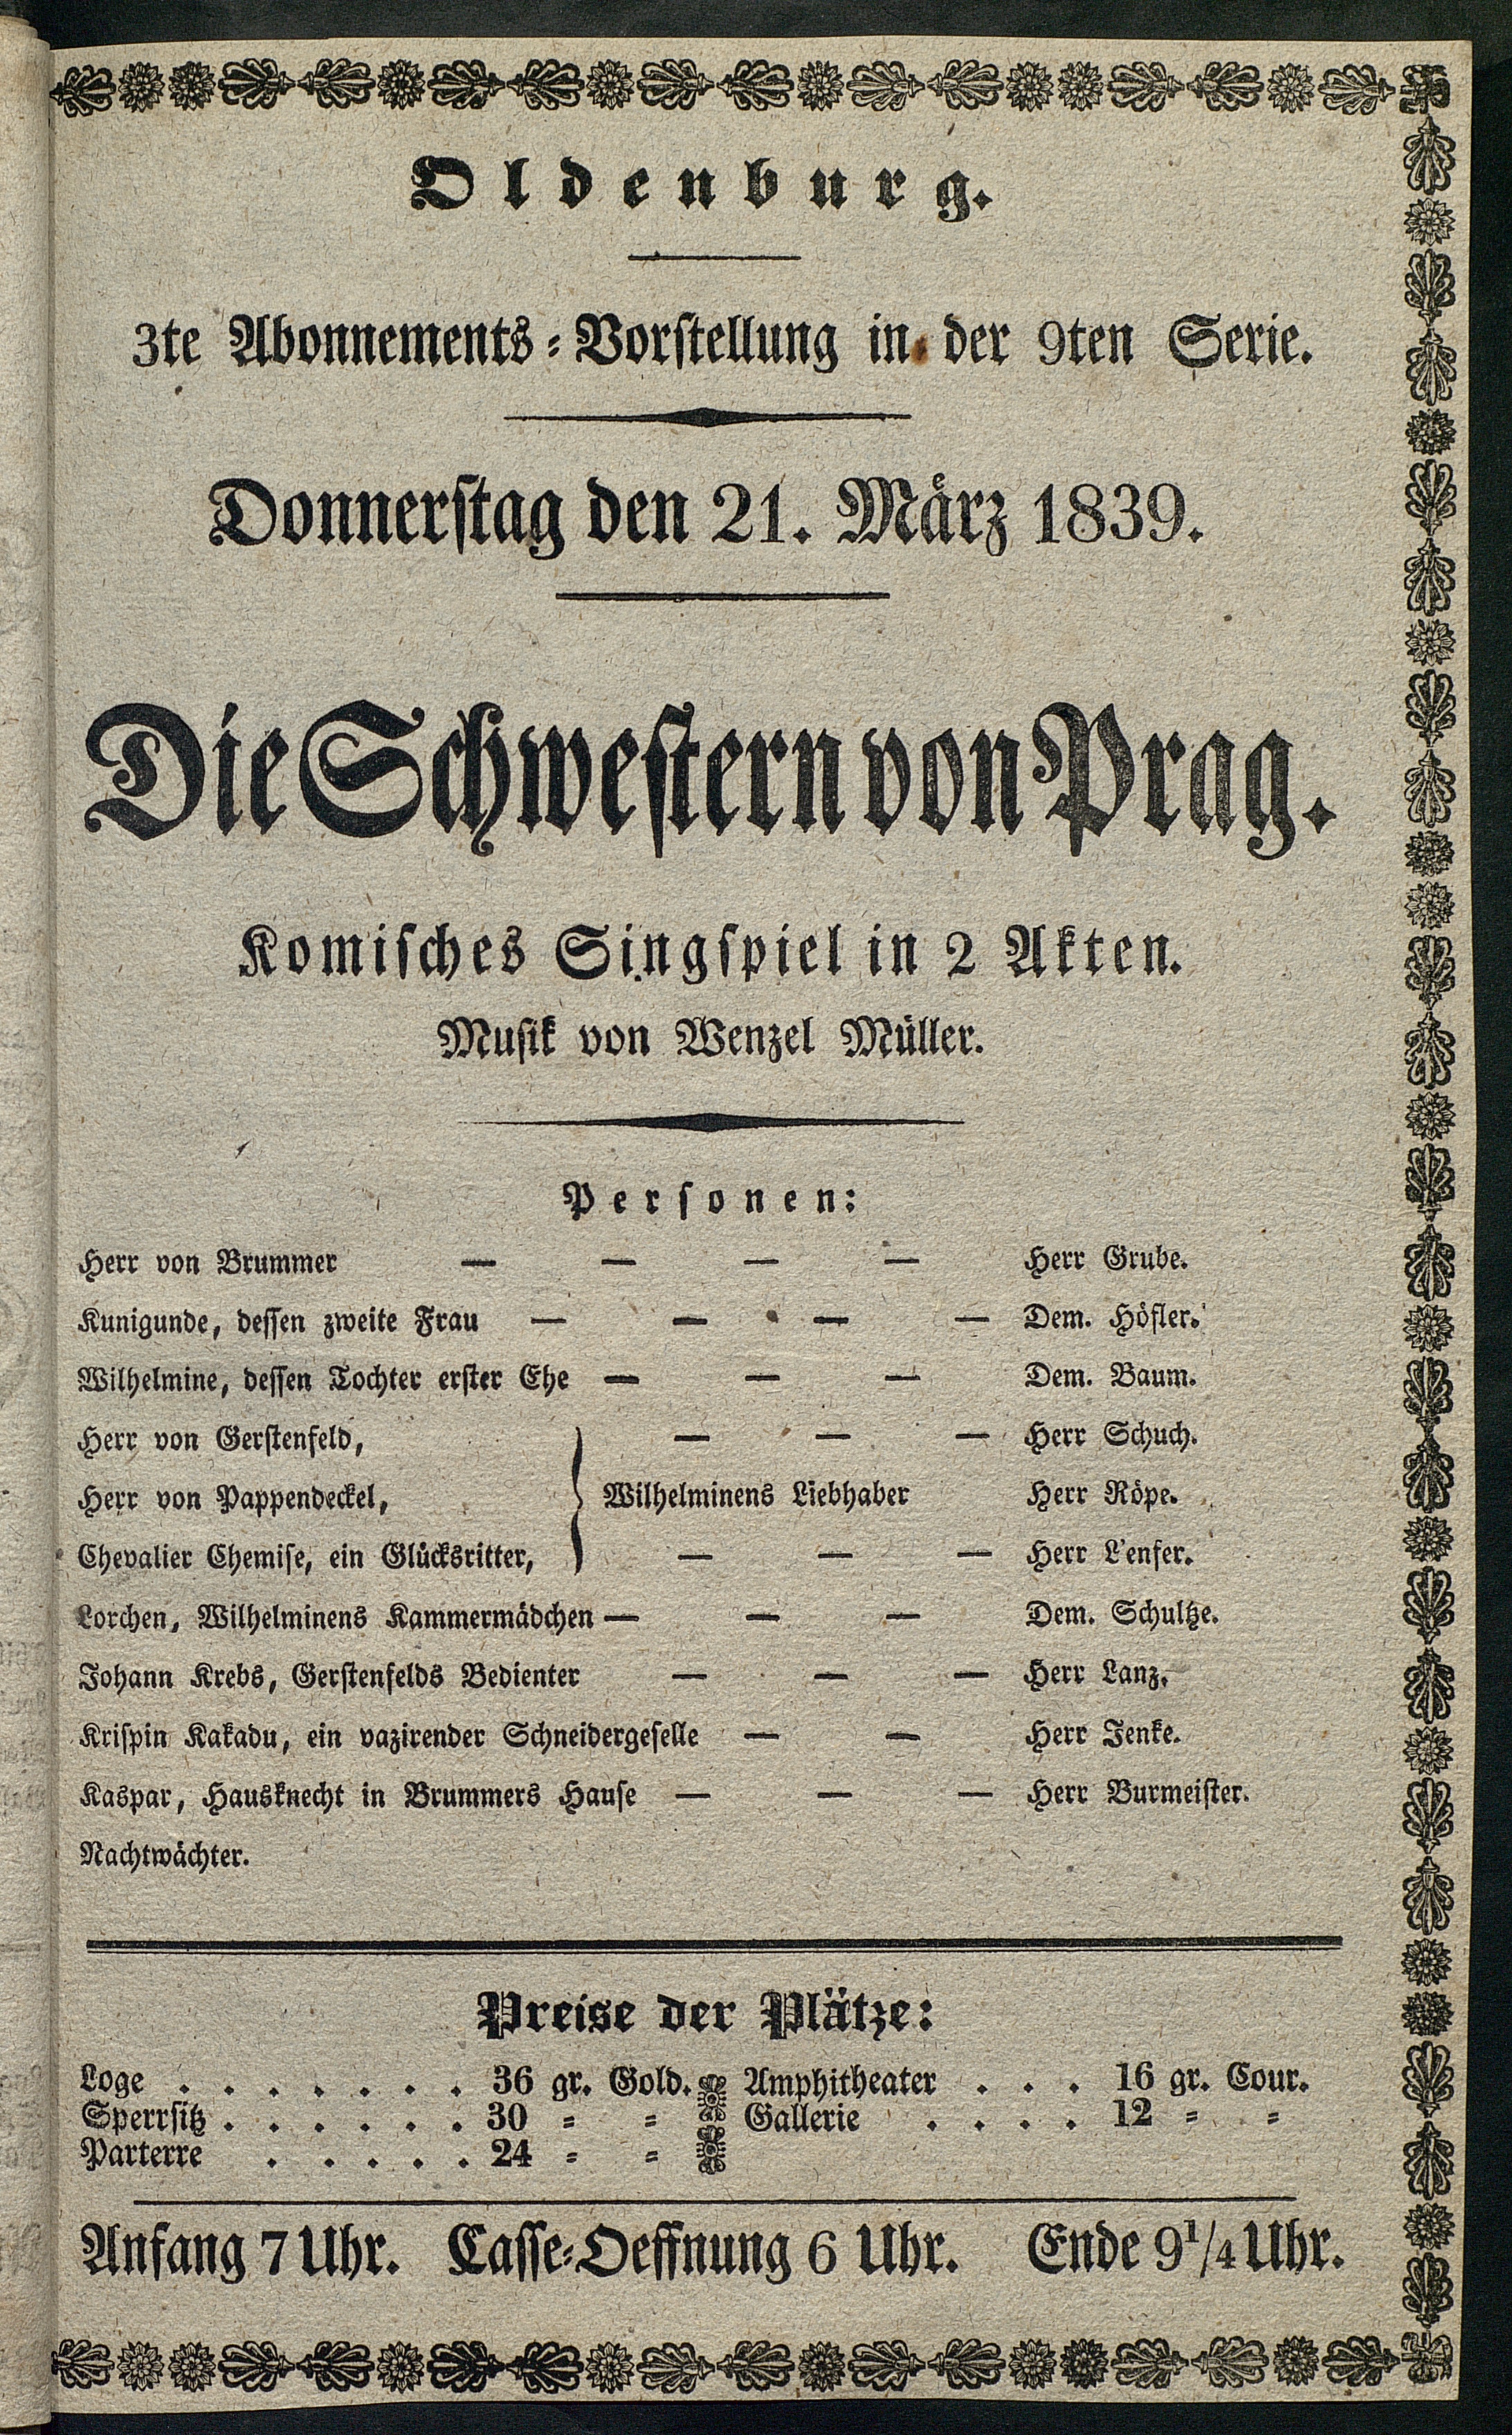 Oldenburg.
3te Abonnements-Vorstellung in der 9ten Serie.
Donnerstag den 21. März 1839.
Die Schwestern von Prag.
Komisches Singspiel in 2 Akten.
Musik von Wenzel Müller.
Personen:
Herr von Brummer — — — — Herr Grube.
Kunigunde, dessen zweite Frau — — — — Dem. Höfler.
Wilhelmine, dessen Tochter erster Ehe — — — Dem. Baum.
Herr von Gerstenfeld, — — — Herr Schuch.
Herr von Pappendeckel, } Wilhelminens Liebhaber Herr Röpe.
Chevalier Chemise, ein Glücksritter, — — — Herr L'enfer.
Lorchen, Wilhelminens Kammermädchen — — — Dem. Schultze.
Johann Krebs, Gerstenfelds Bedienter — — — Herr Lanz.
Krispin Kakadu, ein vazirender Schneidergeselle — — Herr Jenke.
Kaspar, Hausknecht in Brummers Hause — — — Herr Burmeister.
Nachtwächter.
Preise der Plätze:
Loge . . . . . . . 36 gr. Gold. Amphitheater . . . 16 gr. Cour.
Sperrsitz . . . . . . 30 = = Gallerie . . . . 12 = =
Parterre . . . . . 24 = =
Anfang 7 Uhr. Casse-Oeffnung 6 Uhr. Ende 9 1/4 Uhr.